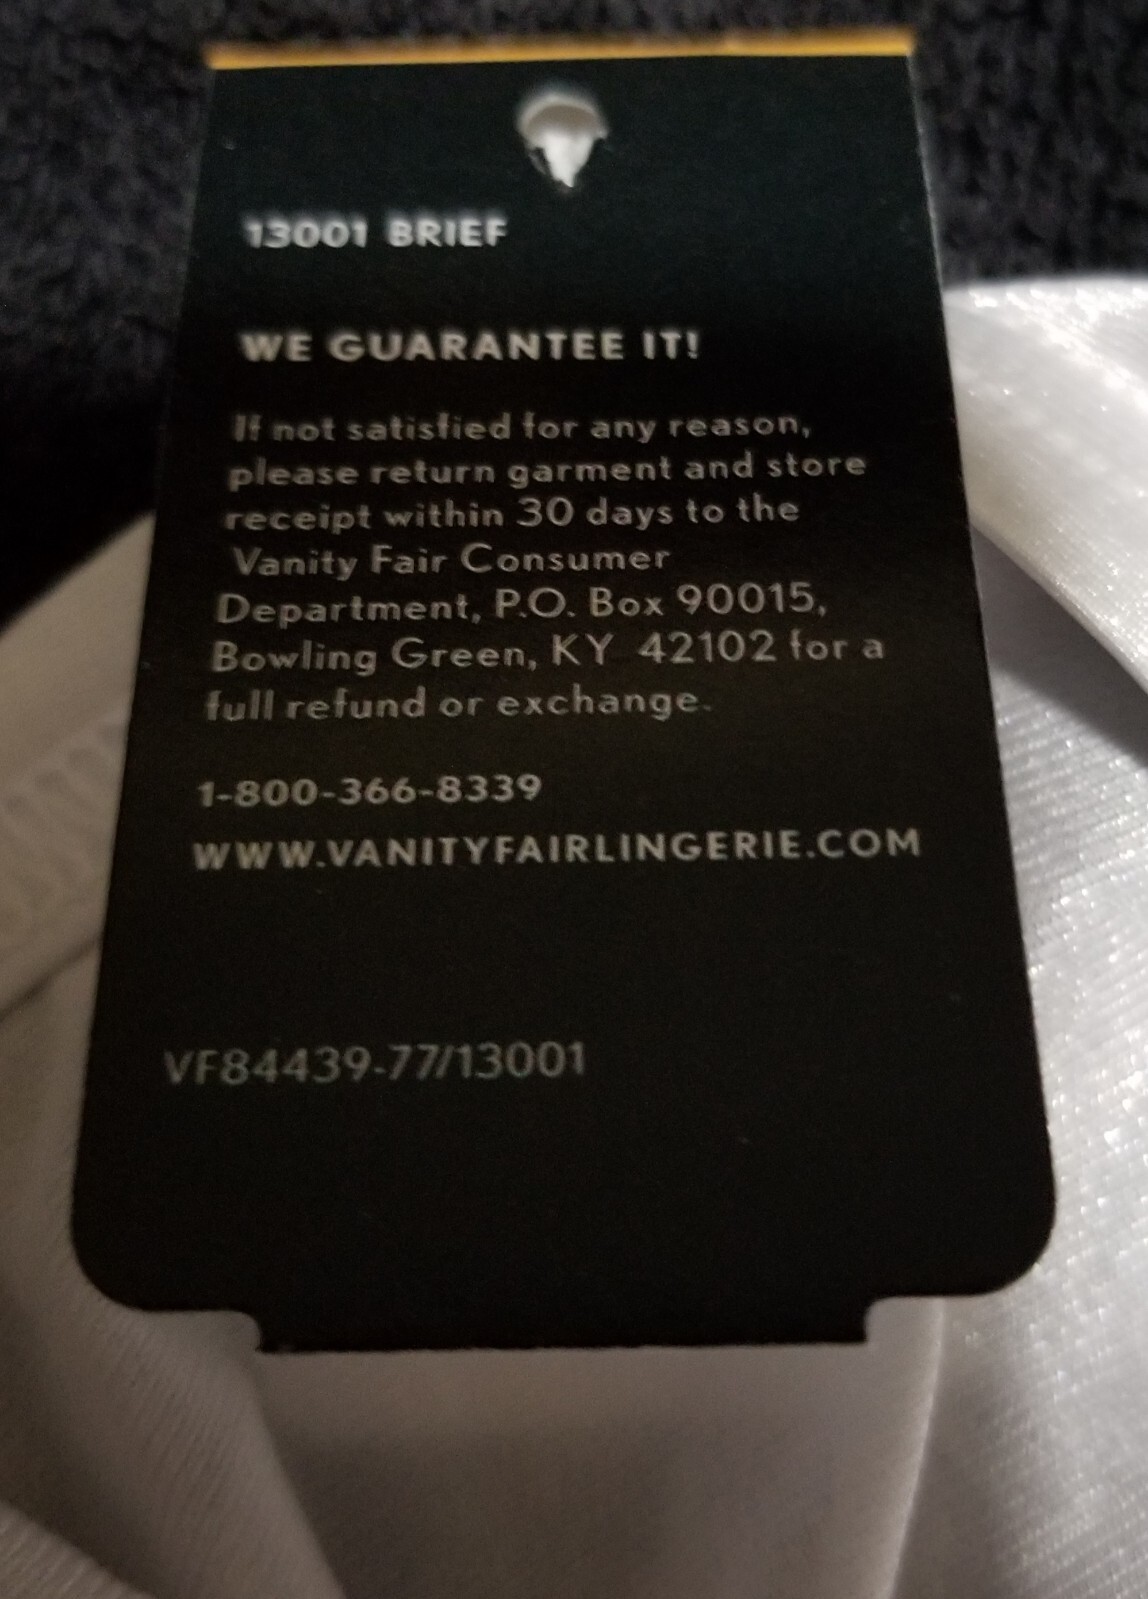 13001 BRIEF
WE GUARANTEE IT!
If not satisfied for any reason,
please return garment and store
receipt within 30 days to the
Vanity Fair Consumer
Department, P.O. Box 90015,
Bowling Green, KY 42102 for a
full refund or exchange.
1-800-366-8339
WWW.VANITYFAIRLINGERIE.COM
VF84439-77/13001